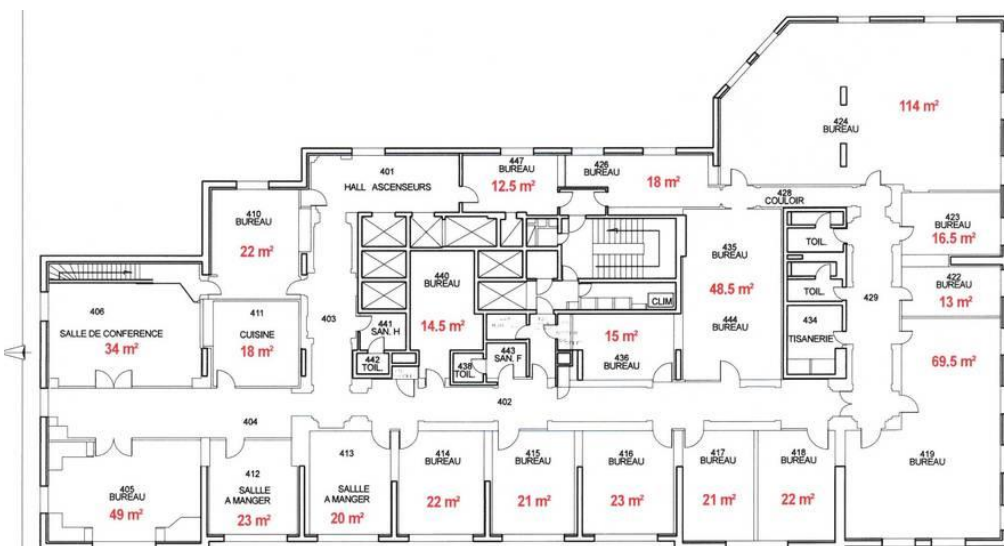 114 m²
424
BUREAU
401
HALL ASCENSEURS
447
BUREAU
12.5 m²
426
BUREAU
18 m²
428
COULOIR
410
BUREAU
22 m²
423
BUREAU
16.5 m²
TOIL.
435
BUREAU
48.5 m²
440
BUREAU
14.5 m²
422
BUREAU
13 m²
TOIL.
429
CLIM
406
SALLE DE CONFERENCE
34 m²
411
CUISINE
18 m²
403
441
SAN. H
442
TOIL.
438
TOIL.
443
SAN. F
15 m²
436
BUREAU
444
BUREAU
434
TISANERIE
69.5 m²
402
404
405
BUREAU
49 m²
412
SALLLE
A MANGER
23 m²
413
SALLLE
A MANGER
20 m²
414
BUREAU
22 m²
415
BUREAU
21 m²
416
BUREAU
23 m²
417
BUREAU
21 m²
418
BUREAU
22 m²
419
BUREAU